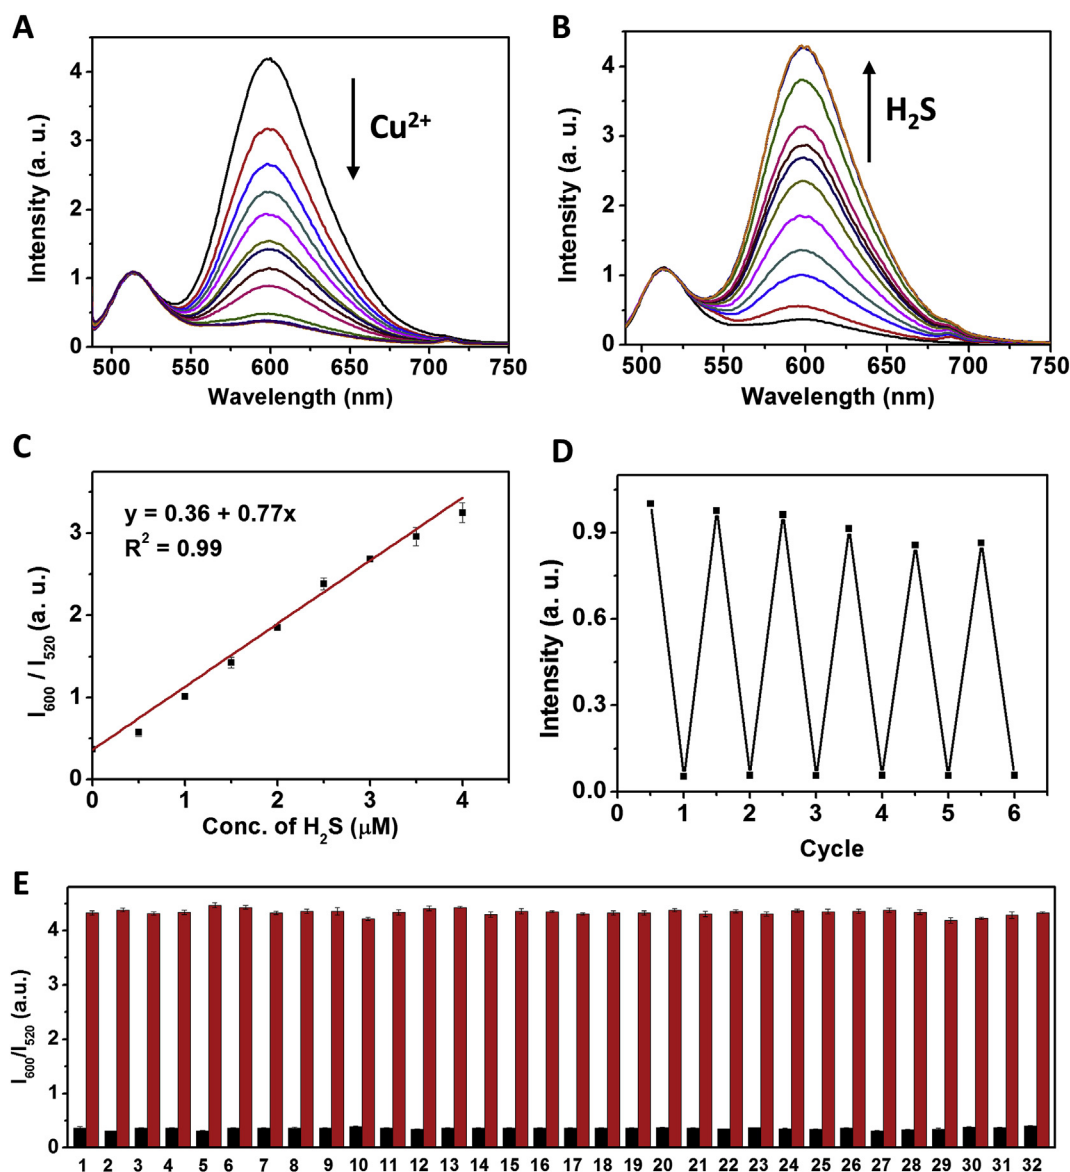 A
B
4
3
2
1
0
Intensity (a. u.)
Cu²⁺
500 550 600 650 700 750
Wavelength (nm)
4
3
2
1
0
Intensity (a. u.)
H₂S
500 550 600 650 700 750
Wavelength (nm)
C
D
y = 0.36 + 0.77x
R² = 0.99
3
2
1
0
I₆₀₀ / I₅₂₀ (a. u.)
0 1 2 3 4
Conc. of H₂S (μM)
0.9
0.6
0.3
0.0
Intensity (a. u.)
0 1 2 3 4 5 6
Cycle
E
4
3
2
1
0
I₆₀₀/I₅₂₀ (a.u.)
1 2 3 4 5 6 7 8 9 10 11 12 13 14 15 16 17 18 19 20 21 22 23 24 25 26 27 28 29 30 31 32